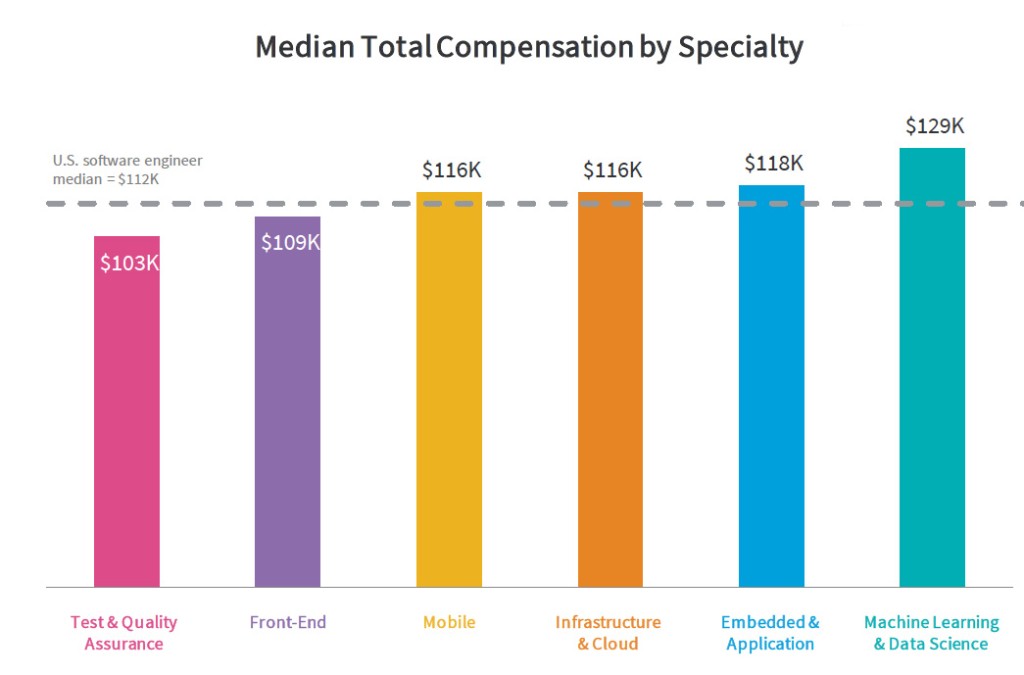 Median Total Compensation by Specialty
U.S. software engineer
median = $112K
$103K
$109K
$116K
$116K
$118K
$129K
Test & Quality
Assurance
Front-End
Mobile
Infrastructure
& Cloud
Embedded &
Application
Machine Learning
& Data Science